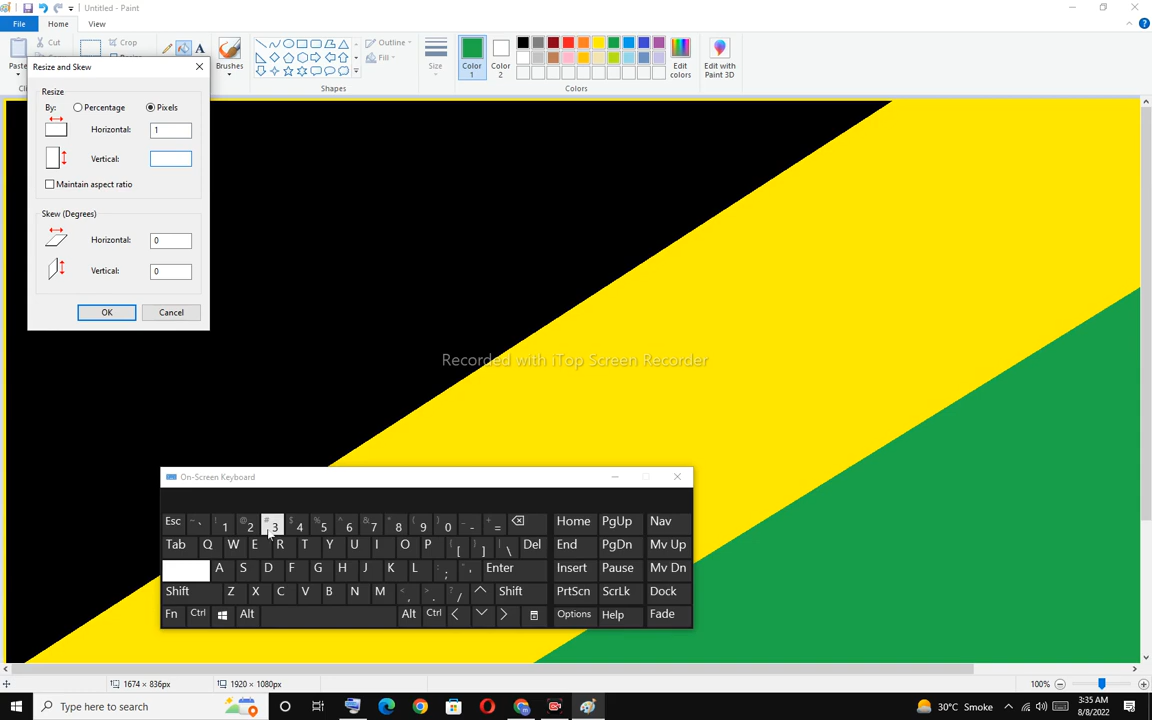 Untitled - Paint
File Home View
Paste Cut Crop A Brushes Outline Fill Size Color 1 Color 2 Edit colors Edit with Paint 3D
Shapes Colors
Resize and Skew
Resize
By: Percentage Pixels
Horizontal: 1
Vertical:
Maintain aspect ratio
Skew (Degrees)
Horizontal: 0
Vertical: 0
OK Cancel
Recorded with iTop Screen Recorder
On-Screen Keyboard
Esc ~ ` ! 1 @ 2 # 3 $ 4 % 5 ^ 6 & 7 * 8 ( 9 ) 0 _ - + = Home PgUp Nav
Tab Q W E R T Y U I O P { [ } ] | \ Del End PgDn Mv Up
A S D F G H J K L : ; " ' Enter Insert Pause Mv Dn
Shift Z X C V B N M < , > . ? / Shift PrtScn ScrLk Dock
Fn Ctrl Alt Alt Ctrl Options Help Fade
1674 × 836px 1920 × 1080px 100%
Type here to search 30°C Smoke 3:35 AM
8/8/2022